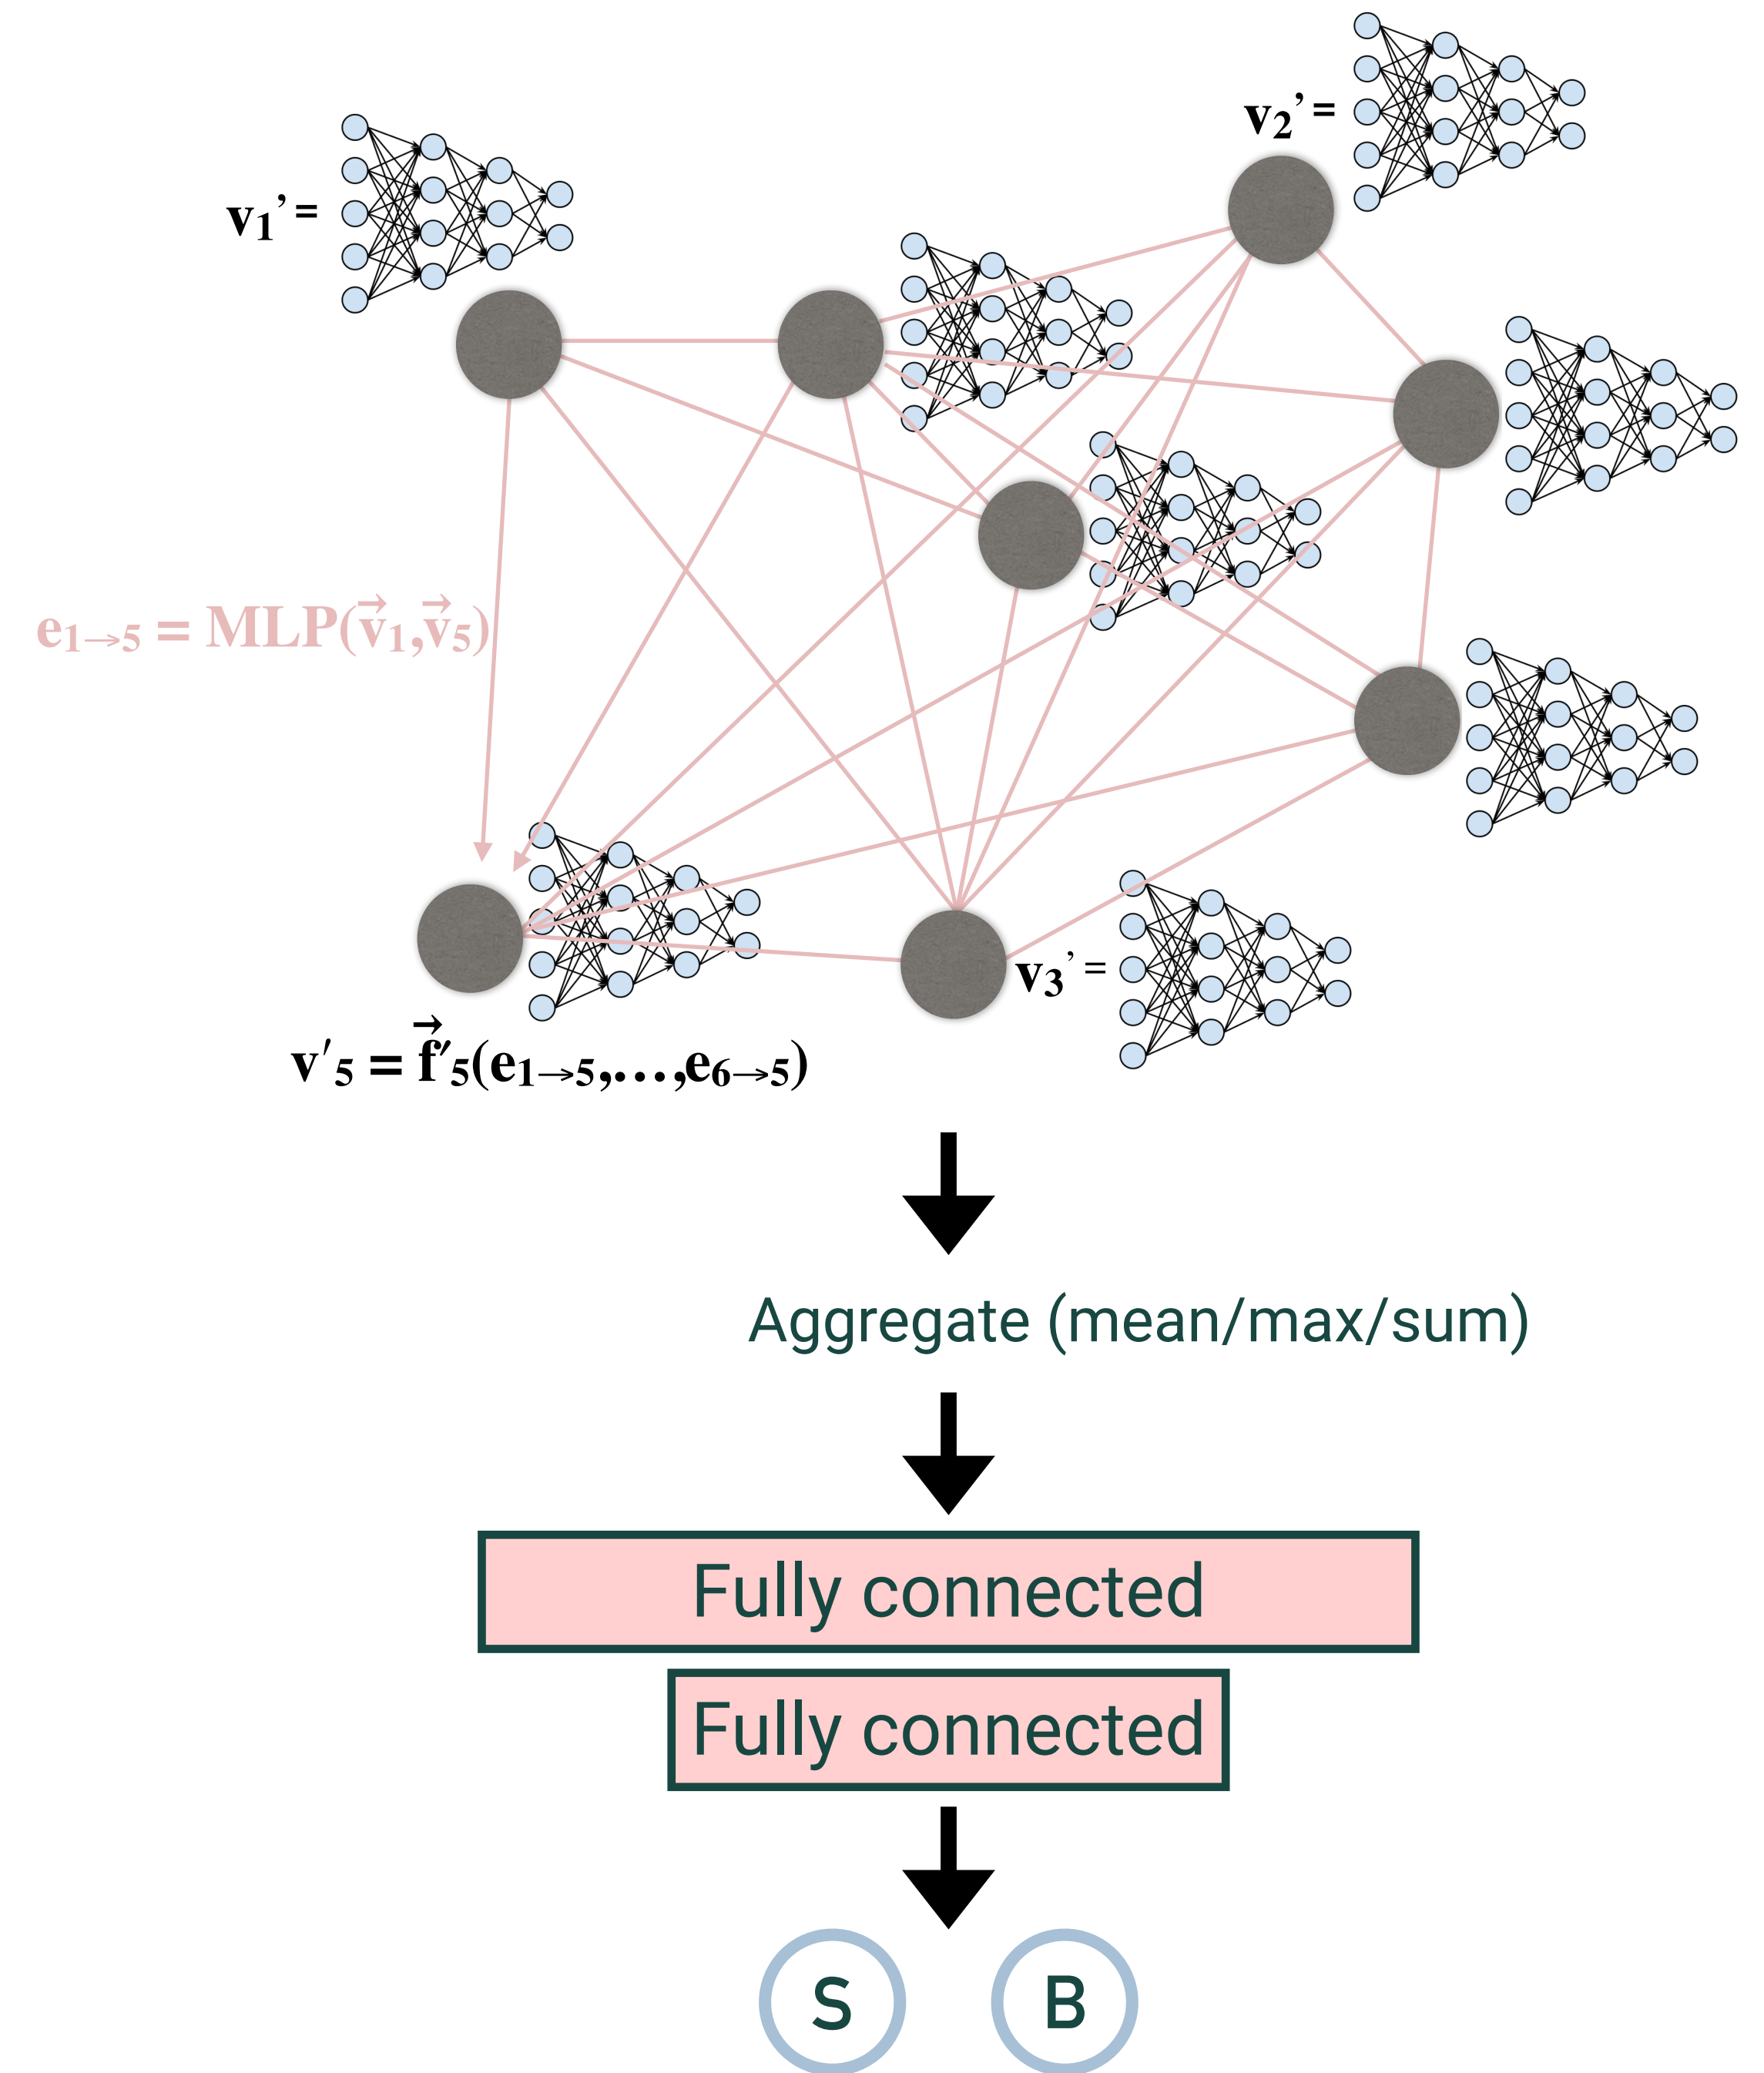 v₂’ =
v₁’ =
e₁→₅ = MLP(v⃗₁,v⃗₅)
v₃’ =
v′₅ = f⃗′₅(e₁→₅,...,e₆→₅)
Aggregate (mean/max/sum)
Fully connected
Fully connected
S B